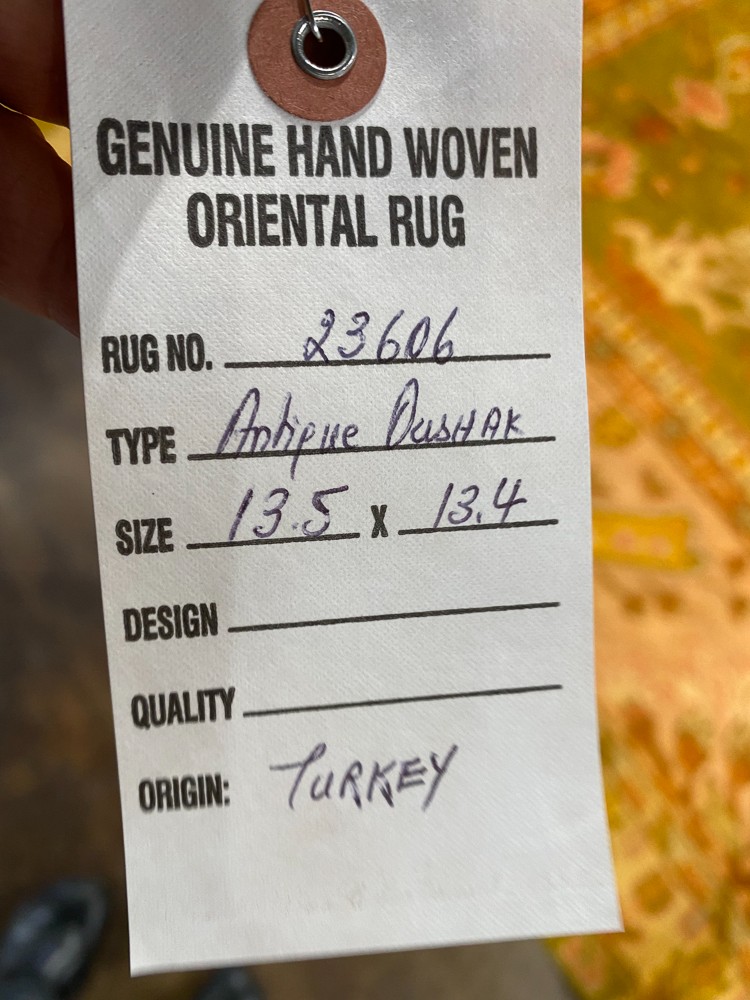 GENUINE HAND WOVEN
ORIENTAL RUG
RUG NO. 23606
TYPE Antique OusHAK
SIZE 13.5 X 13.4
DESIGN
QUALITY
ORIGIN: TURKEY